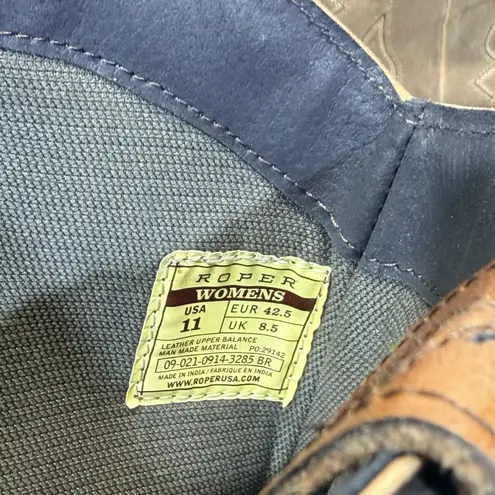 ROPER
WOMENS
USA EUR 42.5
11 UK 8.5
LEATHER UPPER BALANCE
MAN MADE MATERIAL PO:29142
09-021-0914-3285 BR
MADE IN INDIA / FABRIQUE EN INDIA
WWW.ROPERUSA.COM